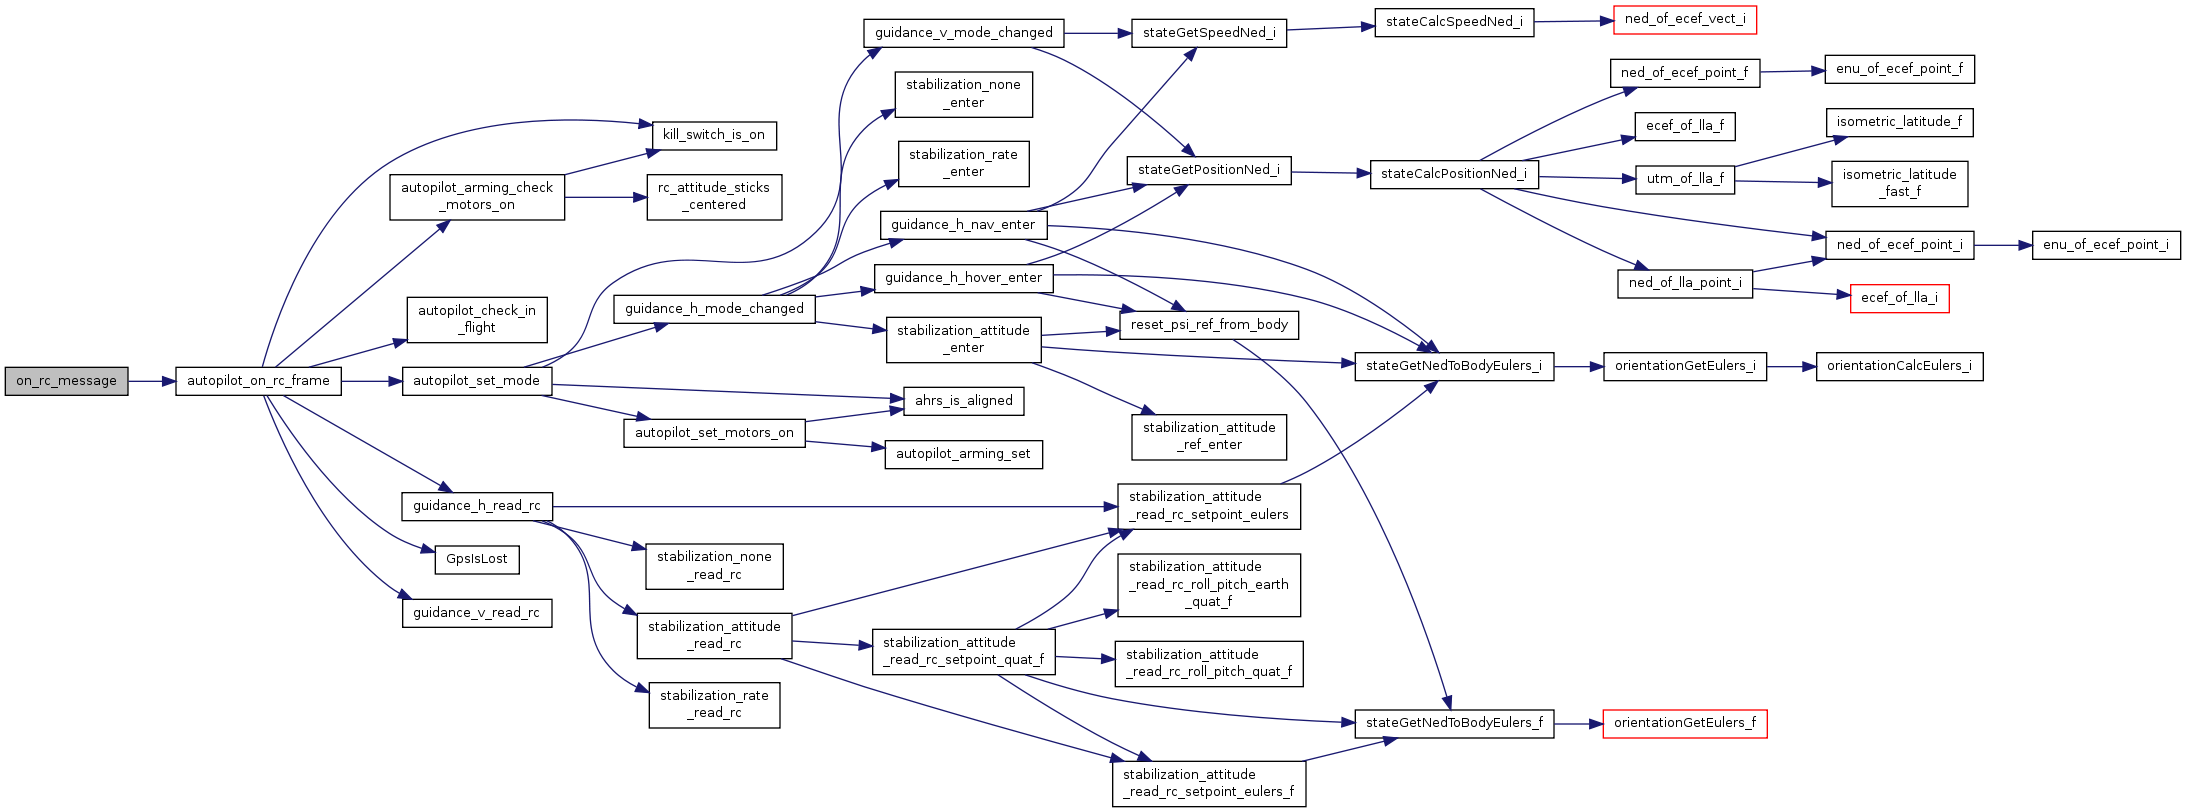 on_rc_message
autopilot_on_rc_frame
kill_switch_is_on
autopilot_arming_check
_motors_on
rc_attitude_sticks
_centered
autopilot_check_in
_flight
autopilot_set_mode
guidance_h_mode_changed
autopilot_set_motors_on
guidance_h_read_rc
GpsIsLost
guidance_v_read_rc
stabilization_none
_read_rc
stabilization_attitude
_read_rc
stabilization_rate
_read_rc
guidance_v_mode_changed
stabilization_none
_enter
stabilization_rate
_enter
guidance_h_nav_enter
guidance_h_hover_enter
stabilization_attitude
_enter
ahrs_is_aligned
autopilot_arming_set
stabilization_attitude
_read_rc_setpoint_quat_f
stateGetSpeedNed_i
stateGetPositionNed_i
reset_psi_ref_from_body
stabilization_attitude
_ref_enter
stabilization_attitude
_read_rc_setpoint_eulers
stabilization_attitude
_read_rc_roll_pitch_earth
_quat_f
stabilization_attitude
_read_rc_roll_pitch_quat_f
stabilization_attitude
_read_rc_setpoint_eulers_f
stateCalcSpeedNed_i
stateCalcPositionNed_i
stateGetNedToBodyEulers_i
stateGetNedToBodyEulers_f
ned_of_ecef_vect_i
ned_of_ecef_point_f
ecef_of_lla_f
utm_of_lla_f
ned_of_lla_point_i
orientationGetEulers_i
orientationGetEulers_f
enu_of_ecef_point_f
isometric_latitude_f
isometric_latitude
_fast_f
ned_of_ecef_point_i
ecef_of_lla_i
orientationCalcEulers_i
enu_of_ecef_point_i